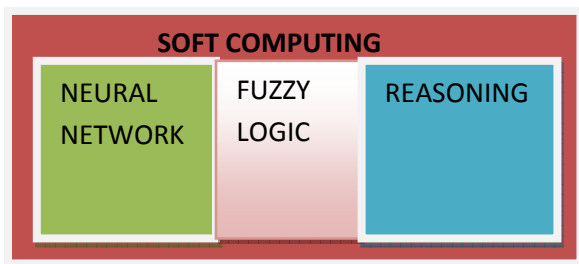 SOFT COMPUTING
NEURAL
NETWORK
FUZZY
LOGIC
REASONING